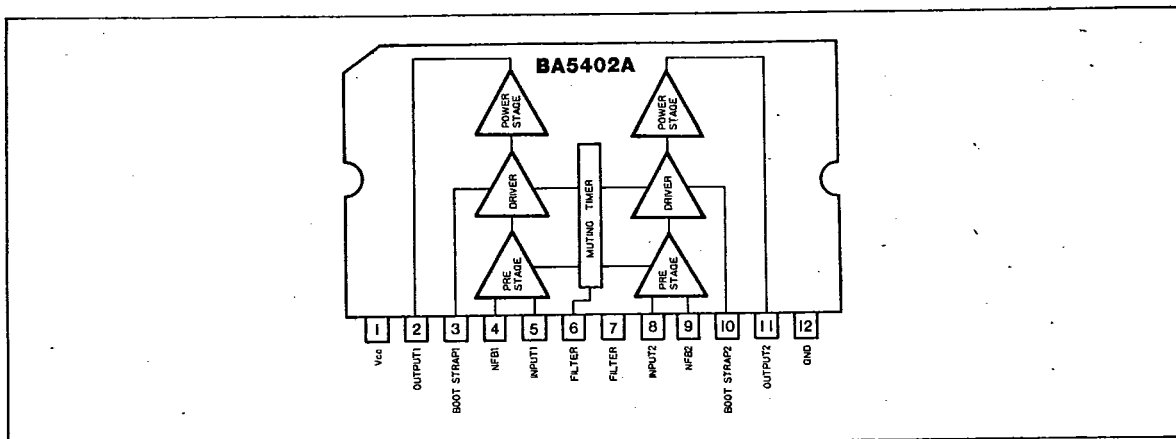 BA5402A
POWER
STAGE
POWER
STAGE
DRIVER
DRIVER
MUTING TIMER
PRE
STAGE
PRE
STAGE
1 2 3 4 5 6 7 8 9 10 11 12
Vcc
OUTPUT1
BOOT STRAP1
NFB1
INPUT1
FILTER
FILTER
INPUT2
NFB2
BOOT STRAP2
OUTPUT2
GND